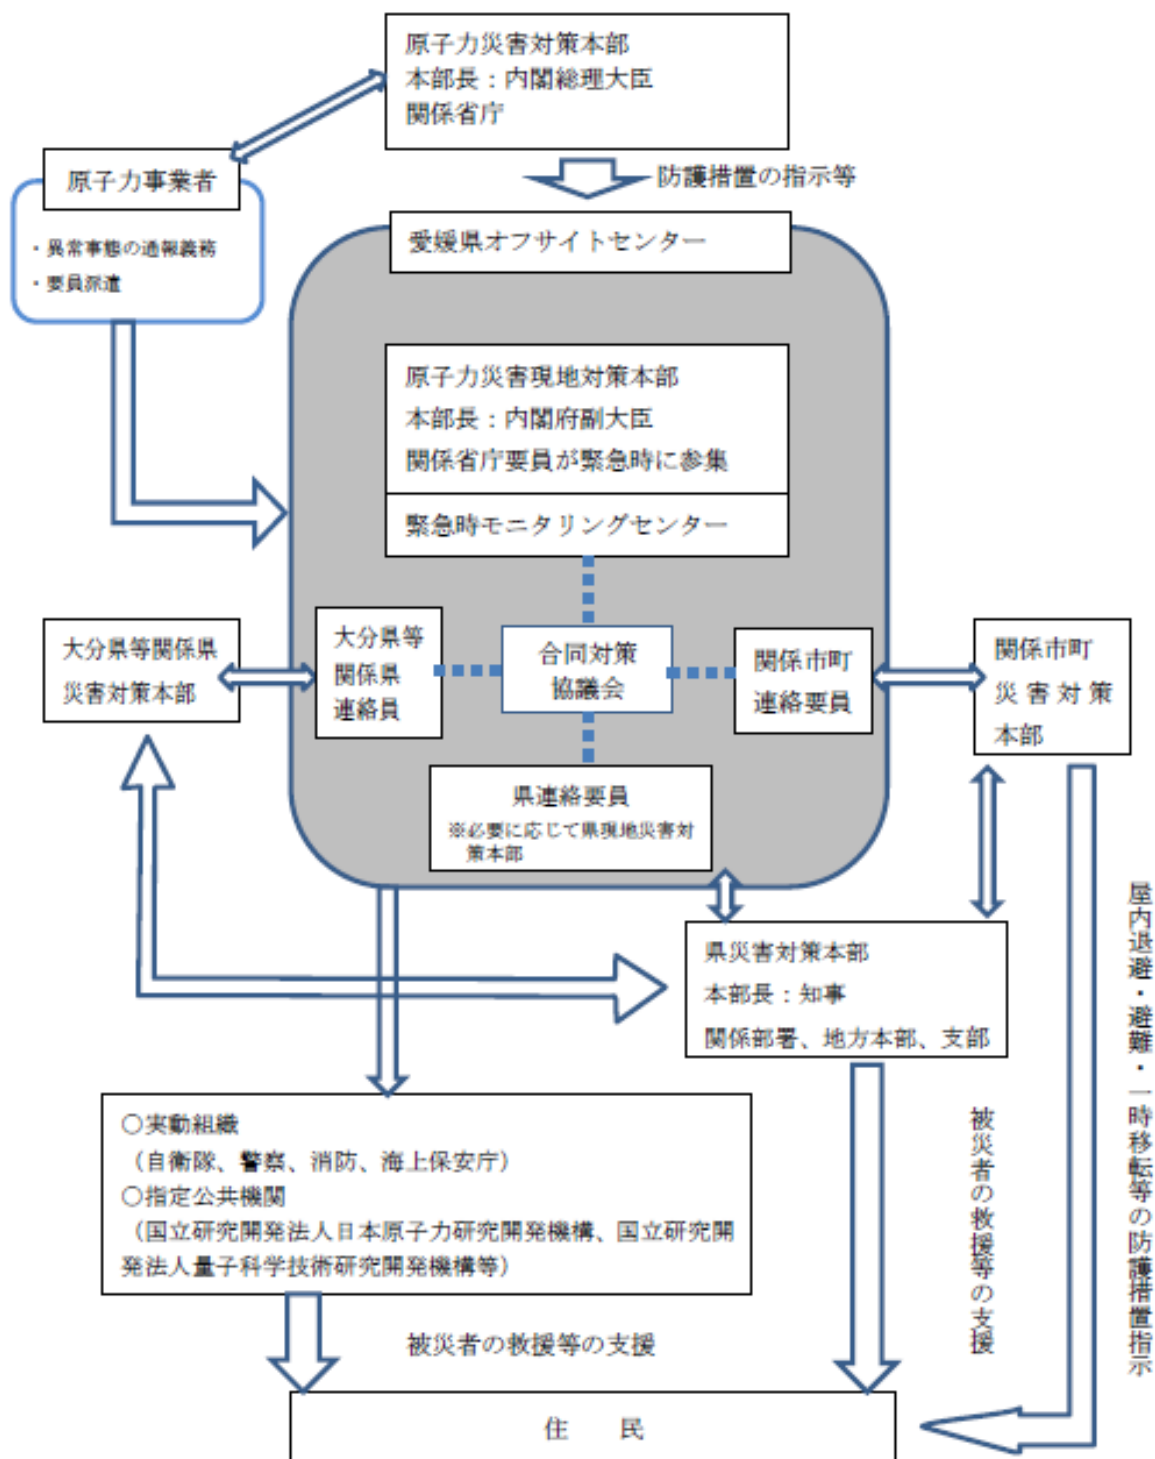 原子力災害対策本部
本部長：内閣総理大臣
関係省庁
原子力事業者
・異常事態の通報義務
・要員派遣
防護措置の指示等
愛媛県オフサイトセンター
原子力災害現地対策本部
本部長：内閣府副大臣
関係省庁要員が緊急時に参集
緊急時モニタリングセンター
大分県等関係県
災害対策本部
大分県等
関係県
連絡員
合同対策
協議会
関係市町
連絡要員
関係市町
災害対策
本部
県連絡要員
※必要に応じて県現地災害対
策本部
県災害対策本部
本部長：知事
関係部署、地方本部、支部
○実動組織
（自衛隊、警察、消防、海上保安庁）
○指定公共機関
（国立研究開発法人日本原子力研究開発機構、国立研究開
発法人量子科学技術研究開発機構等）
被災者の救援等の支援
被災者の救援等の支援
屋内退避・避難・一時移転等の防護措置指示
住　民